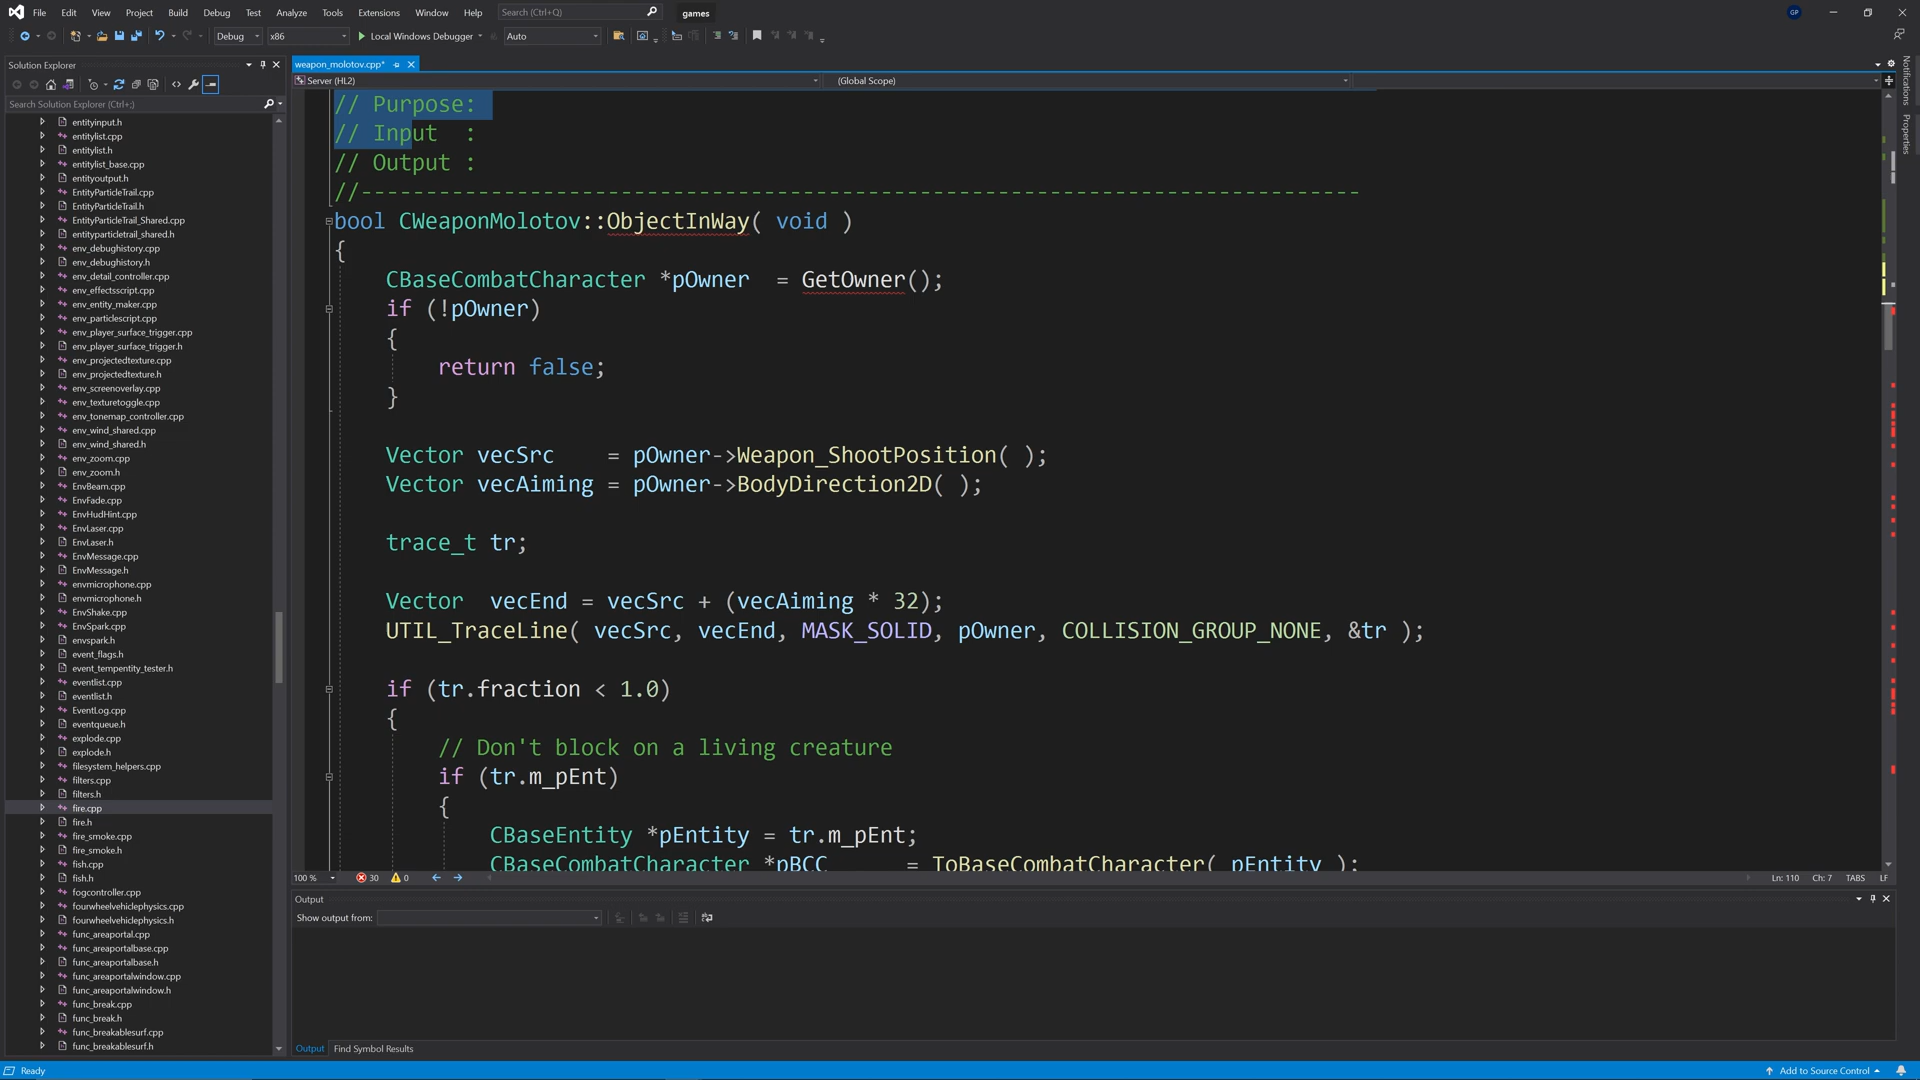 File Edit View Project Build Debug Test Analyze Tools Extensions Window Help Search (Ctrl+Q) games GP
Debug x86 Local Windows Debugger Auto
Solution Explorer
Search Solution Explorer (Ctrl+;)
entityinput.h
entitylist.cpp
entitylist.h
entitylist_base.cpp
entityoutput.h
EntityParticleTrail.cpp
EntityParticleTrail.h
EntityParticleTrail_Shared.cpp
entityparticletrail_shared.h
env_debughistory.cpp
env_debughistory.h
env_detail_controller.cpp
env_effectsscript.cpp
env_entity_maker.cpp
env_particlescript.cpp
env_player_surface_trigger.cpp
env_player_surface_trigger.h
env_projectedtexture.cpp
env_projectedtexture.h
env_screenoverlay.cpp
env_texturetoggle.cpp
env_tonemap_controller.cpp
env_wind_shared.cpp
env_wind_shared.h
env_zoom.cpp
env_zoom.h
EnvBeam.cpp
EnvFade.cpp
EnvHudHint.cpp
EnvLaser.cpp
EnvLaser.h
EnvMessage.cpp
EnvMessage.h
envmicrophone.cpp
envmicrophone.h
EnvShake.cpp
EnvSpark.cpp
envspark.h
event_flags.h
event_tempentity_tester.h
eventlist.cpp
eventlist.h
EventLog.cpp
eventqueue.h
explode.cpp
explode.h
filesystem_helpers.cpp
filters.cpp
filters.h
fire.cpp
fire.h
fire_smoke.cpp
fire_smoke.h
fish.cpp
fish.h
fogcontroller.cpp
fourwheelvehiclephysics.cpp
fourwheelvehiclephysics.h
func_areaportal.cpp
func_areaportalbase.cpp
func_areaportalbase.h
func_areaportalwindow.cpp
func_areaportalwindow.h
func_break.cpp
func_break.h
func_breakablesurf.cpp
func_breakablesurf.h
weapon_molotov.cpp*
Server (HL2) (Global Scope)
// Purpose:
// Input  :
// Output :
//-----------------------------------------------------------------------------
bool CWeaponMolotov::ObjectInWay( void )
{
CBaseCombatCharacter *pOwner  = GetOwner();
if (!pOwner)
{
return false;
}
Vector vecSrc    = pOwner->Weapon_ShootPosition( );
Vector vecAiming = pOwner->BodyDirection2D( );
trace_t tr;
Vector  vecEnd = vecSrc + (vecAiming * 32);
UTIL_TraceLine( vecSrc, vecEnd, MASK_SOLID, pOwner, COLLISION_GROUP_NONE, &tr );
if (tr.fraction < 1.0)
{
// Don't block on a living creature
if (tr.m_pEnt)
{
CBaseEntity *pEntity = tr.m_pEnt;
CBaseCombatCharacter *pBCC      = ToBaseCombatCharacter( pEntity );
100 % 30 0 Ln: 110 Ch: 7 TABS LF
Output
Show output from:
Output Find Symbol Results
Notifications
Properties
Ready Add to Source Control